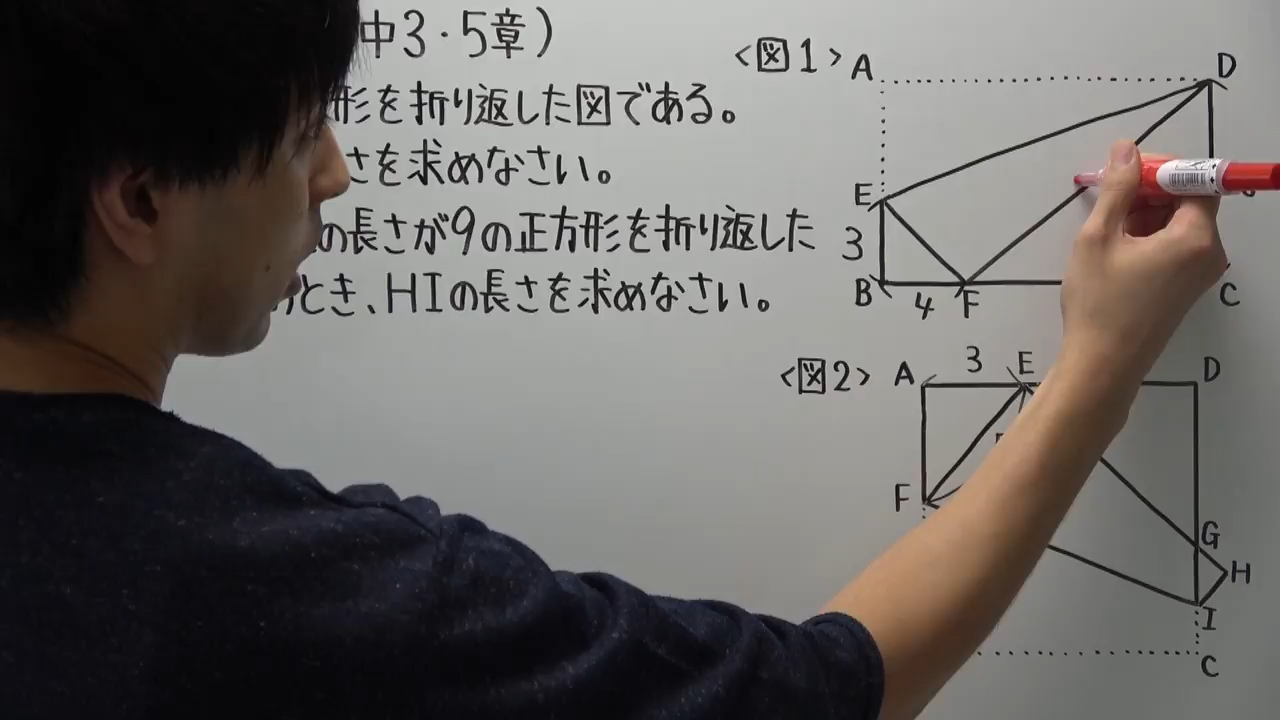 中3・5章)
形を折り返した図である。
さを求めなさい。
の長さが9の正方形を折り返した
とき、HIの長さを求めなさい。
<図1>
A
D
E
3
B
4
F
C
<図2>
A
3
E
D
F
G
H
I
C